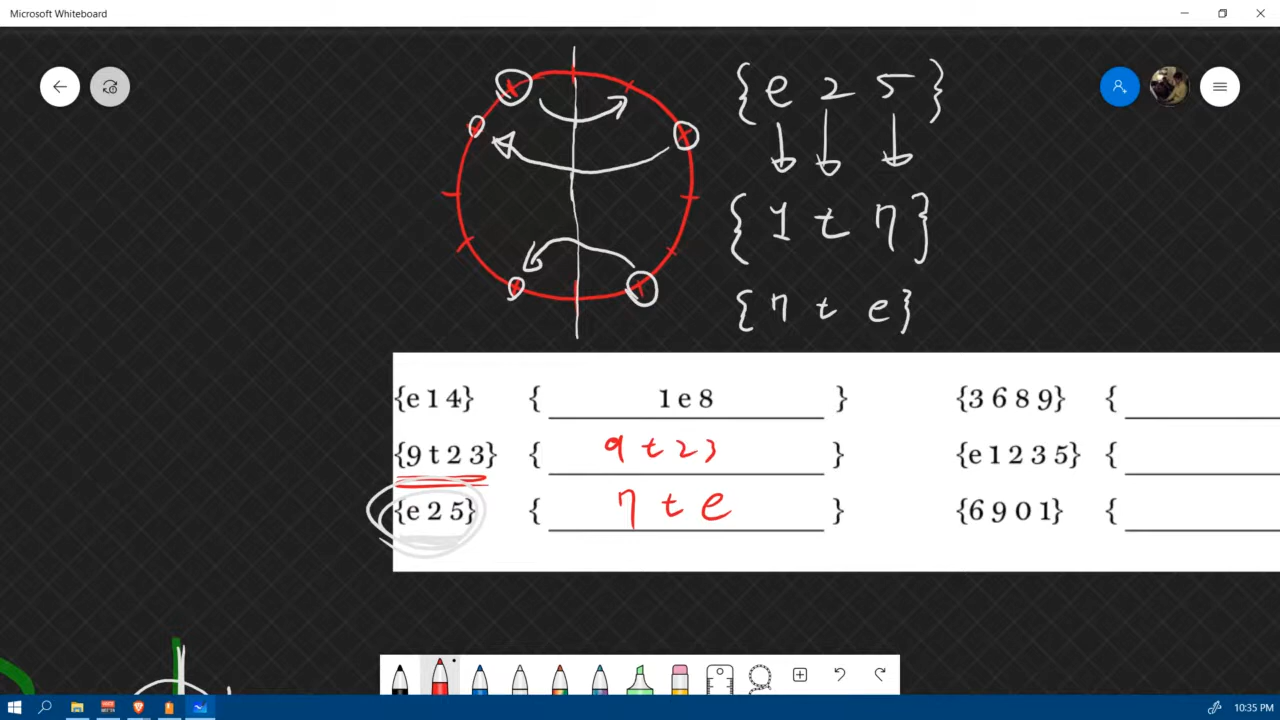 Microsoft Whiteboard
{e 2 5}
{1 t 7}
{7 t e}
{e 1 4} { 1 e 8 } {3 6 8 9} {
{9 t 2 3} { 9 t 2 3 } {e 1 2 3 5} {
{e 2 5} { 7 t e } {6 9 0 1} {
10:35 PM